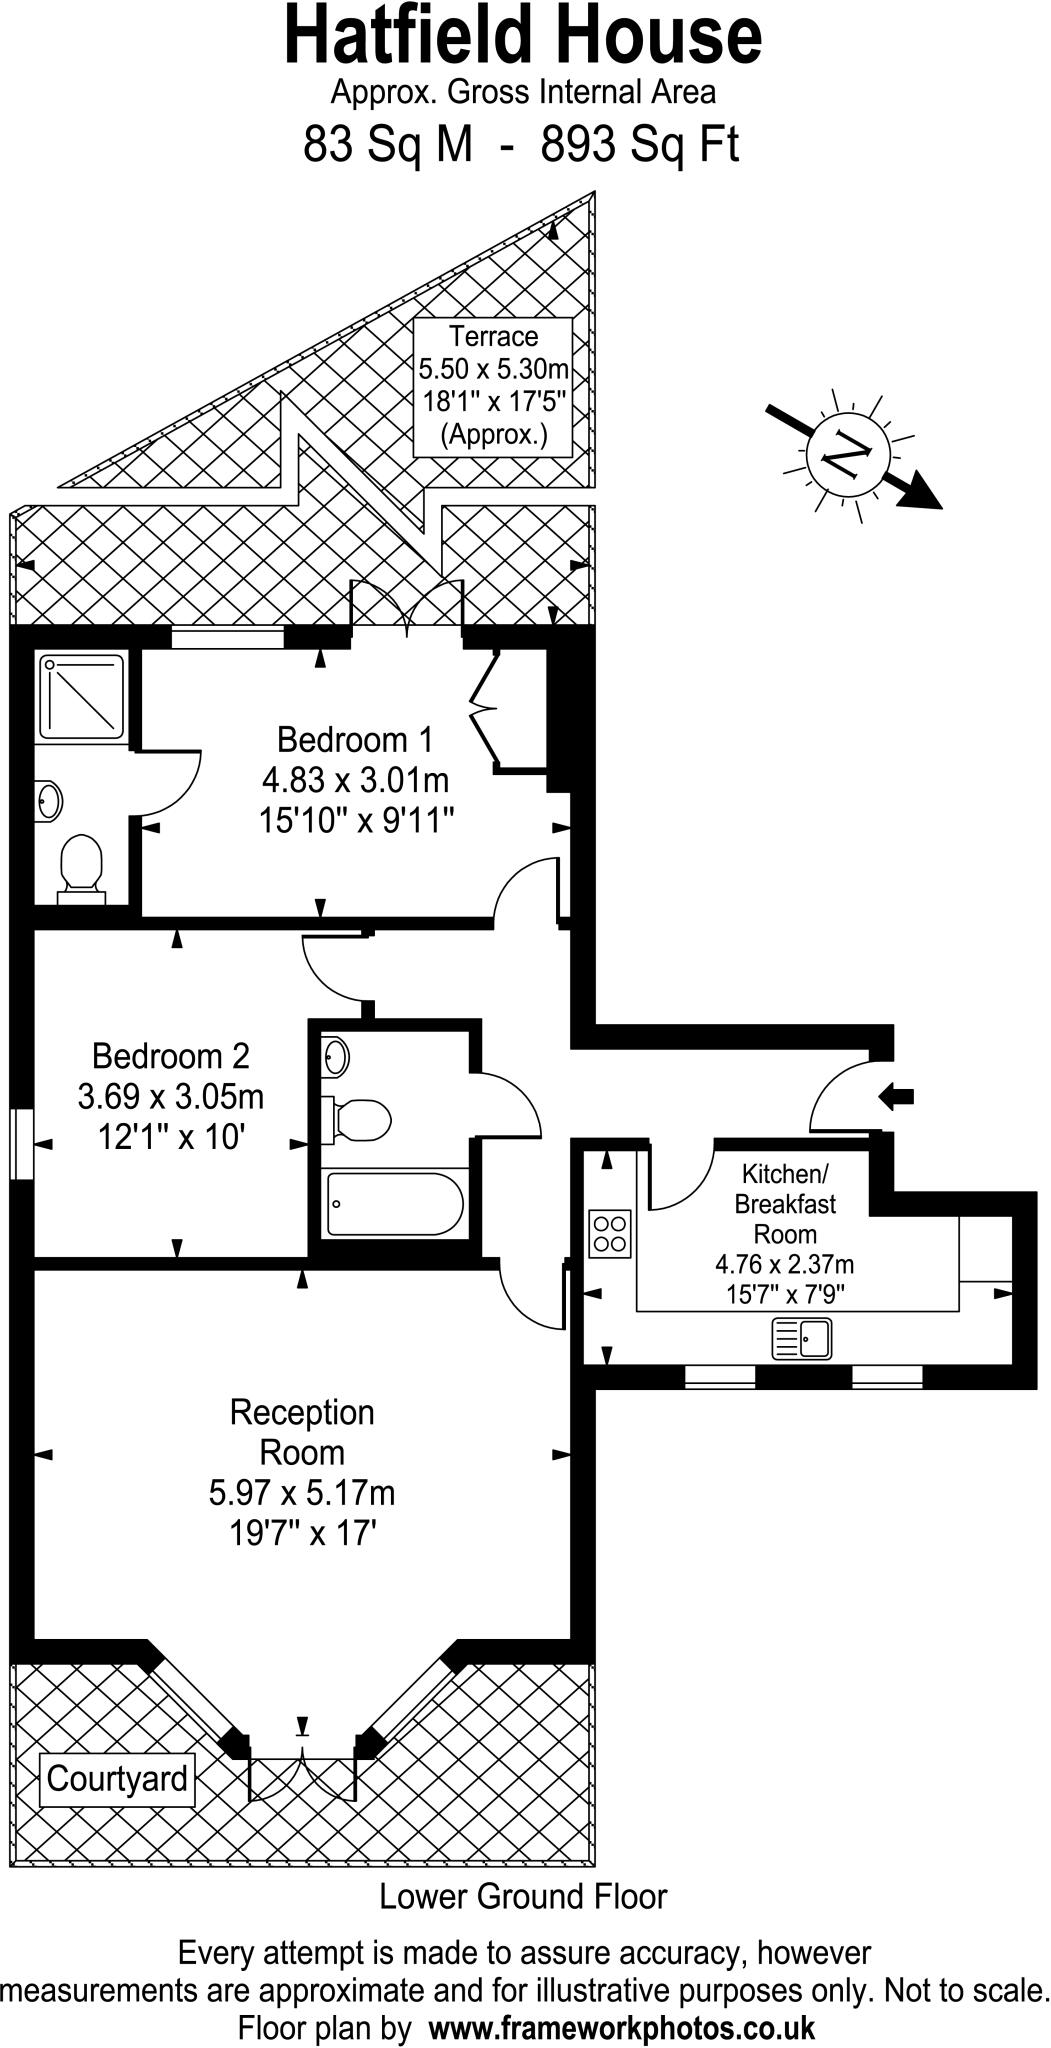 Hatfield House
Approx. Gross Internal Area
83 Sq M - 893 Sq Ft
Terrace
5.50 x 5.30m
18'1" x 17'5"
(Approx.)
N
Bedroom 1
4.83 x 3.01m
15'10" x 9'11"
Bedroom 2
3.69 x 3.05m
12'1" x 10'
Kitchen/
Breakfast
Room
4.76 x 2.37m
15'7" x 7'9"
Reception
Room
5.97 x 5.17m
19'7" x 17'
Courtyard
Lower Ground Floor
Every attempt is made to assure accuracy, however
measurements are approximate and for illustrative purposes only. Not to scale.
Floor plan by www.frameworkphotos.co.uk